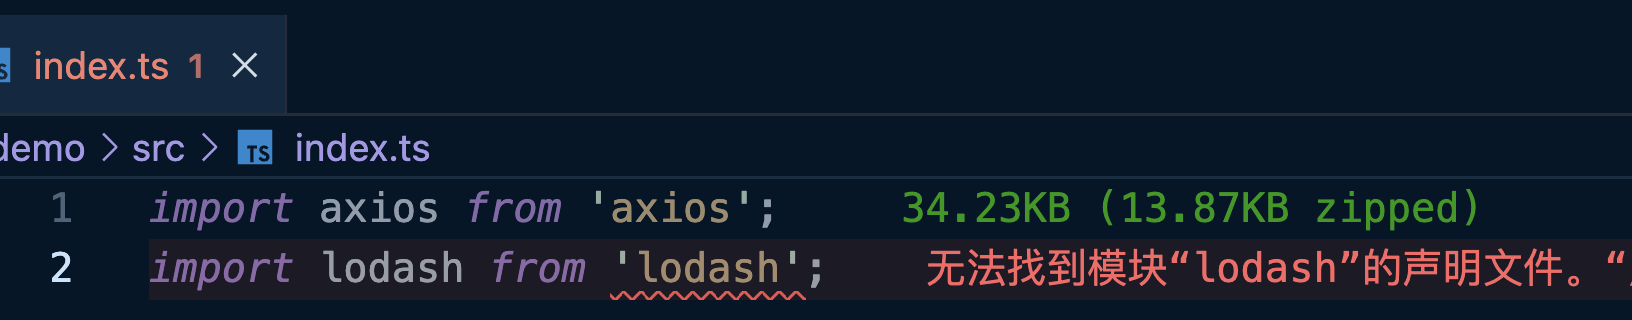 index.ts 1
demo > src > TS index.ts
1 import axios from 'axios'; 34.23KB (13.87KB zipped)
2 import lodash from 'lodash'; 无法找到模块“lodash”的声明文件。“